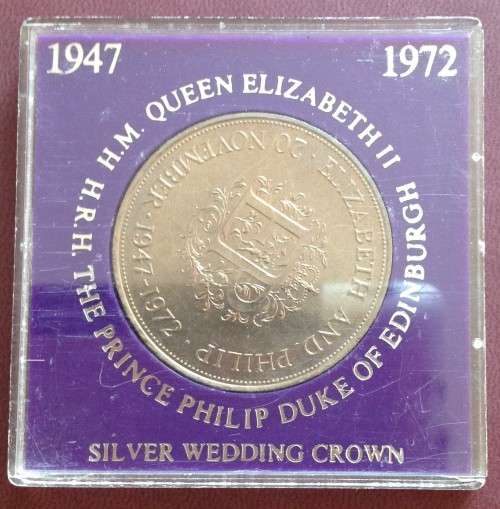 1947
1972
H.M. QUEEN ELIZABETH II
H.R.H. THE PRINCE PHILIP DUKE OF EDINBURGH
ELIZABETH AND PHILIP · 20 NOVEMBER · 1947-1972 ·
SILVER WEDDING CROWN